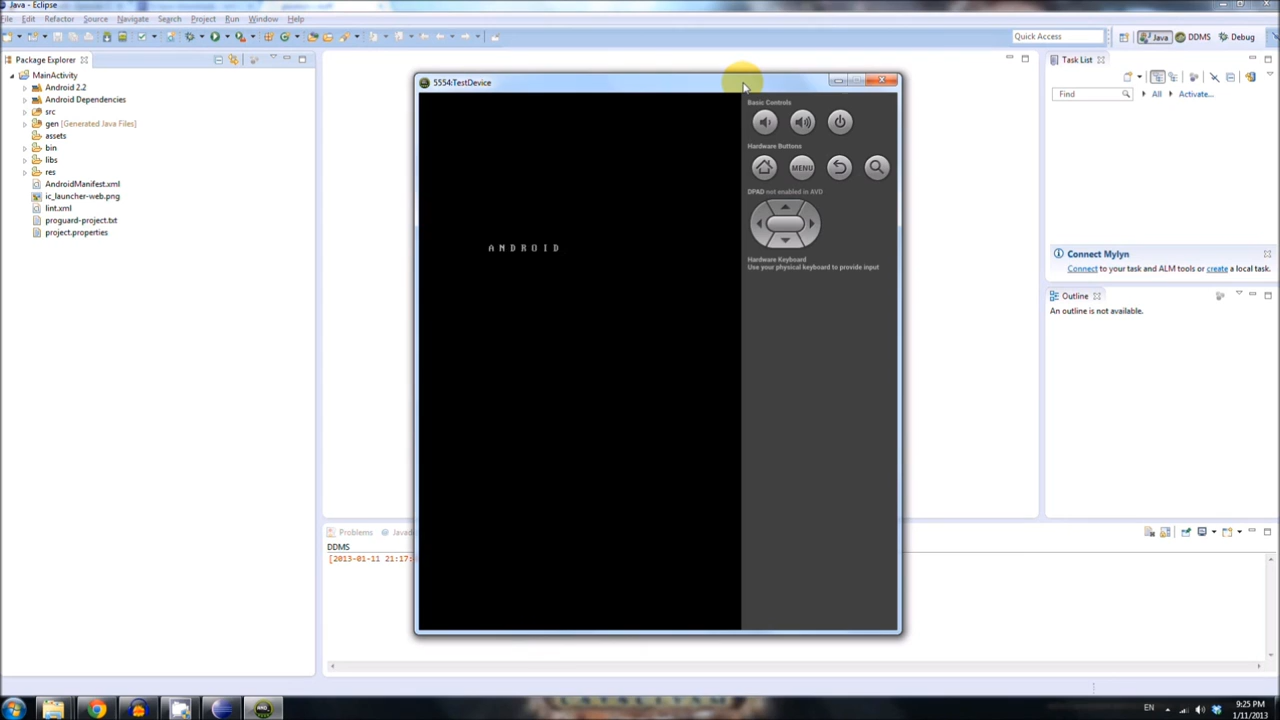 Java - Eclipse
File Edit Refactor Source Navigate Search Project Run Window Help
Quick Access
Java DDMS Debug
Package Explorer
MainActivity
Android 2.2
Android Dependencies
src
gen [Generated Java Files]
assets
bin
libs
res
AndroidManifest.xml
ic_launcher-web.png
lint.xml
proguard-project.txt
project.properties
5554:TestDevice
ANDROID
Basic Controls
Hardware Buttons
MENU
DPAD not enabled in AVD
Hardware Keyboard
Use your physical keyboard to provide input
Task List
Find All Activate...
Connect Mylyn
Connect to your task and ALM tools or create a local task.
Outline
An outline is not available.
Problems
DDMS
[2013-01-11 21:17:
EN
9:25 PM
1/11/2013